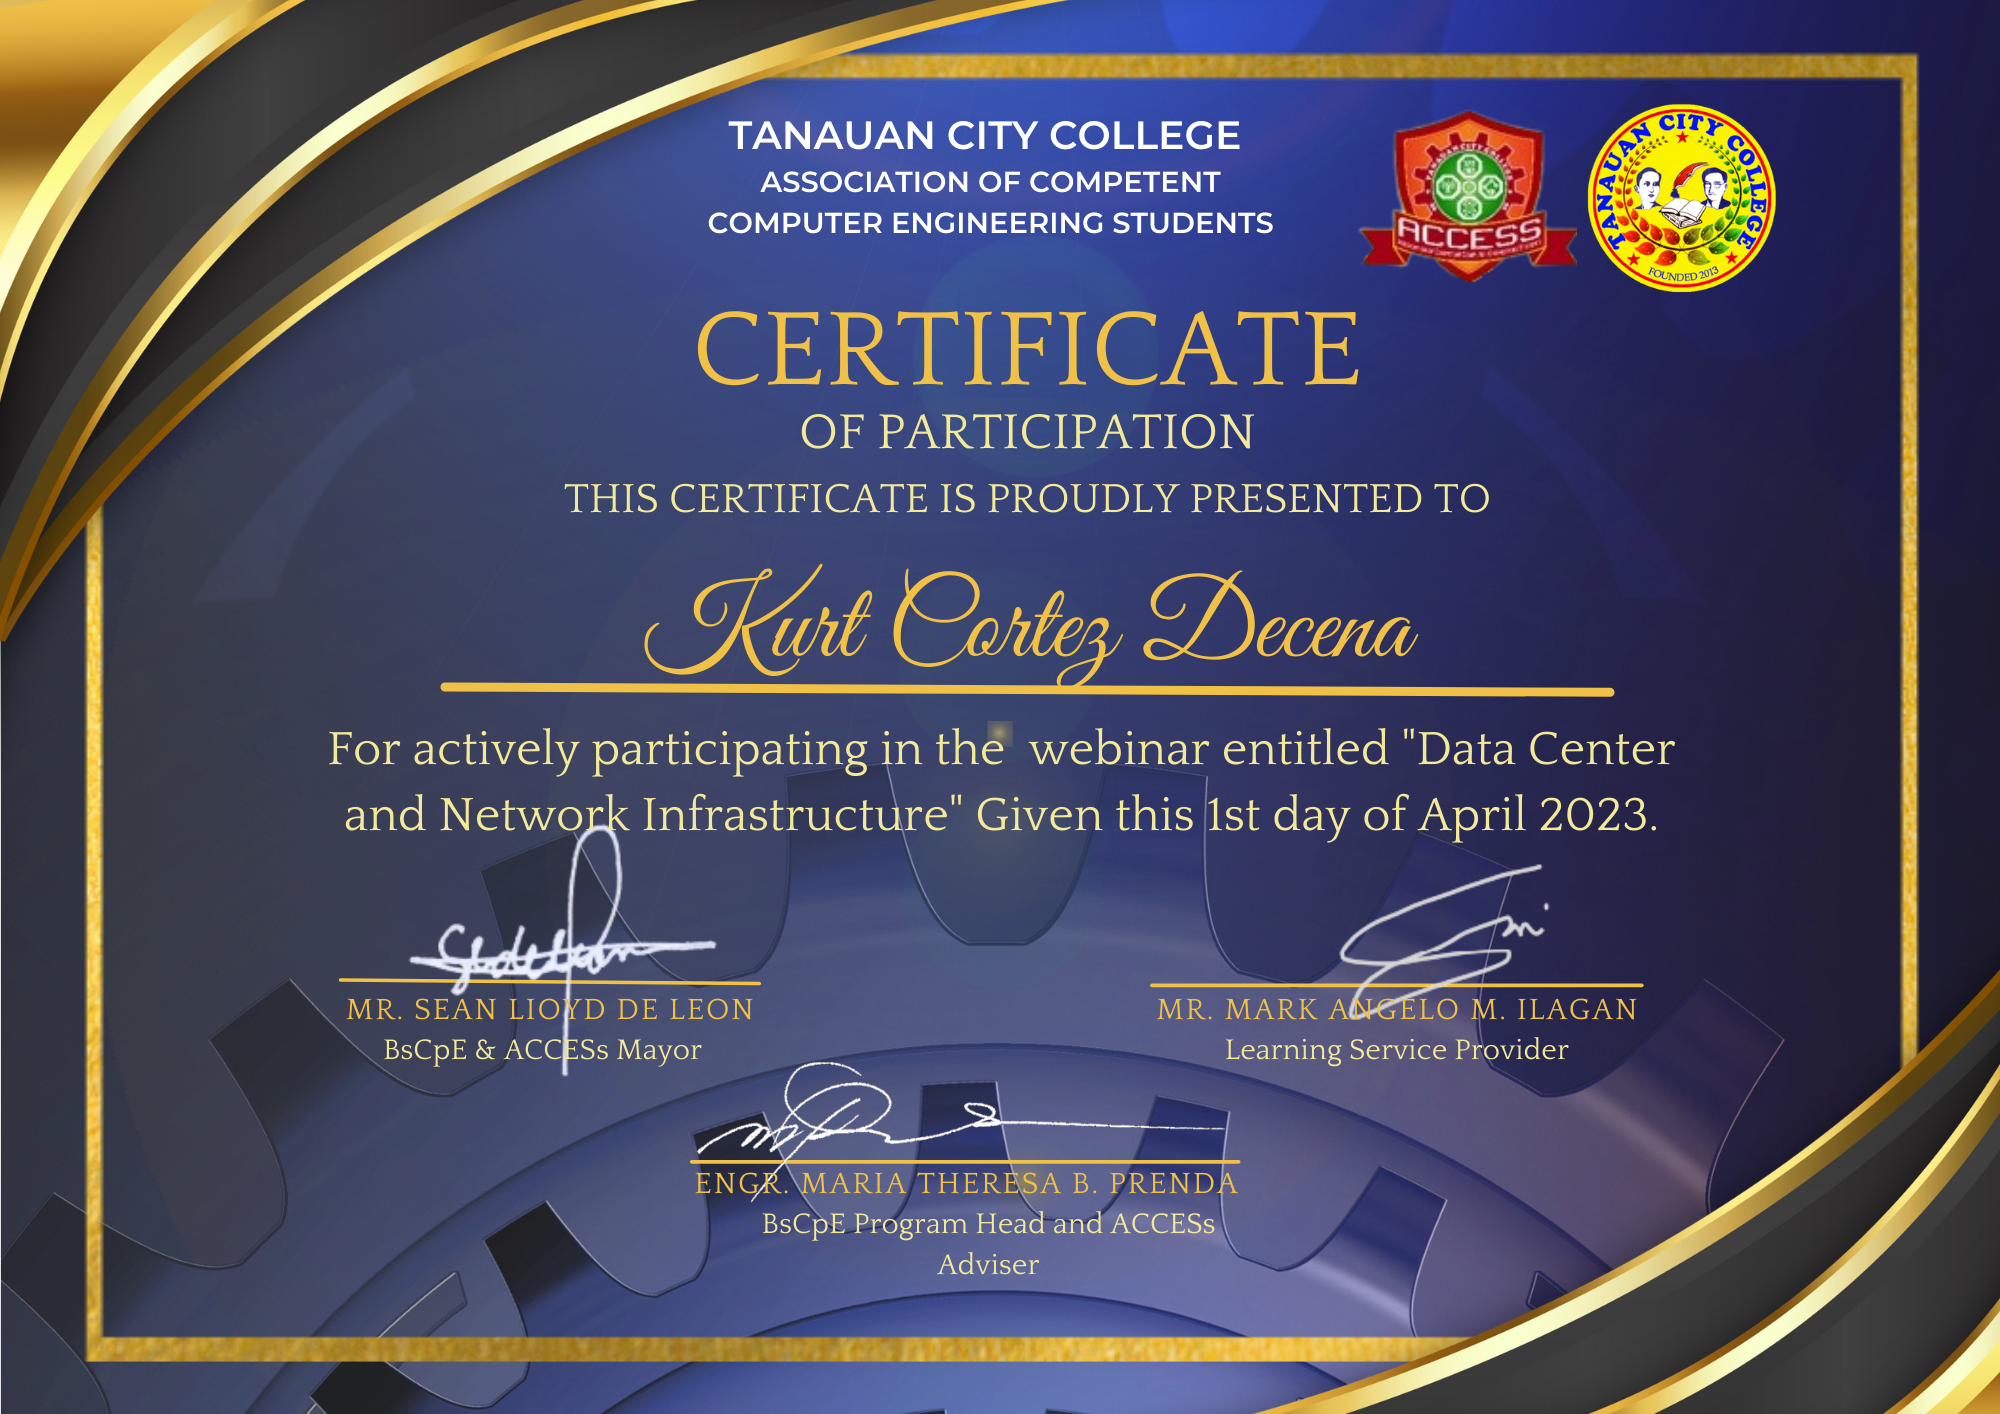 TANAUAN CITY COLLEGE
ASSOCIATION OF COMPETENT
COMPUTER ENGINEERING STUDENTS
ACCESS
TANAUAN CITY COLLEGE
FOUNDED 2013
CERTIFICATE
OF PARTICIPATION
THIS CERTIFICATE IS PROUDLY PRESENTED TO
Kurt Cortez Decena
For actively participating in the webinar entitled "Data Center
and Network Infrastructure" Given this 1st day of April 2023.
MR. SEAN LIOYD DE LEON
BsCpE & ACCESs Mayor
MR. MARK ANGELO M. ILAGAN
Learning Service Provider
ENGR. MARIA THERESA B. PRENDA
BsCpE Program Head and ACCESs
Adviser